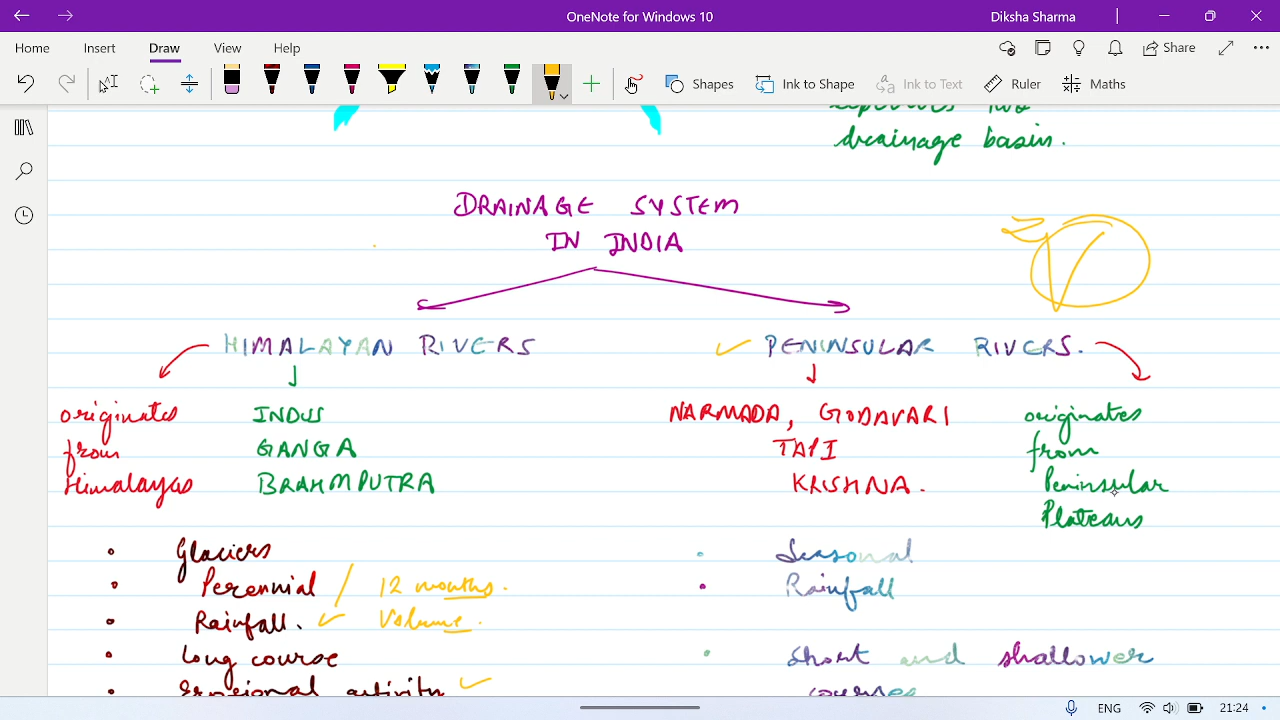 OneNote for Windows 10
Diksha Sharma
Home Insert Draw View Help
Share
Shapes Ink to Shape Ink to Text Ruler Maths
drainage basin.
DRAINAGE SYSTEM
IN INDIA
HIMALAYAN RIVERS
PENINSULAR RIVERS.
originates
from
Himalayas
INDUS
GANGA
BRAHMPUTRA
NARMADA, GODAVARI
TAPI
KRISHNA.
originates
from
Peninsular
Plateaus
Glaciers
Perennial / 12 months.
Rainfall. Volume.
Long course
Erosional activity
Seasonal
Rainfall
Short and shallower
courses
ENG
21:24